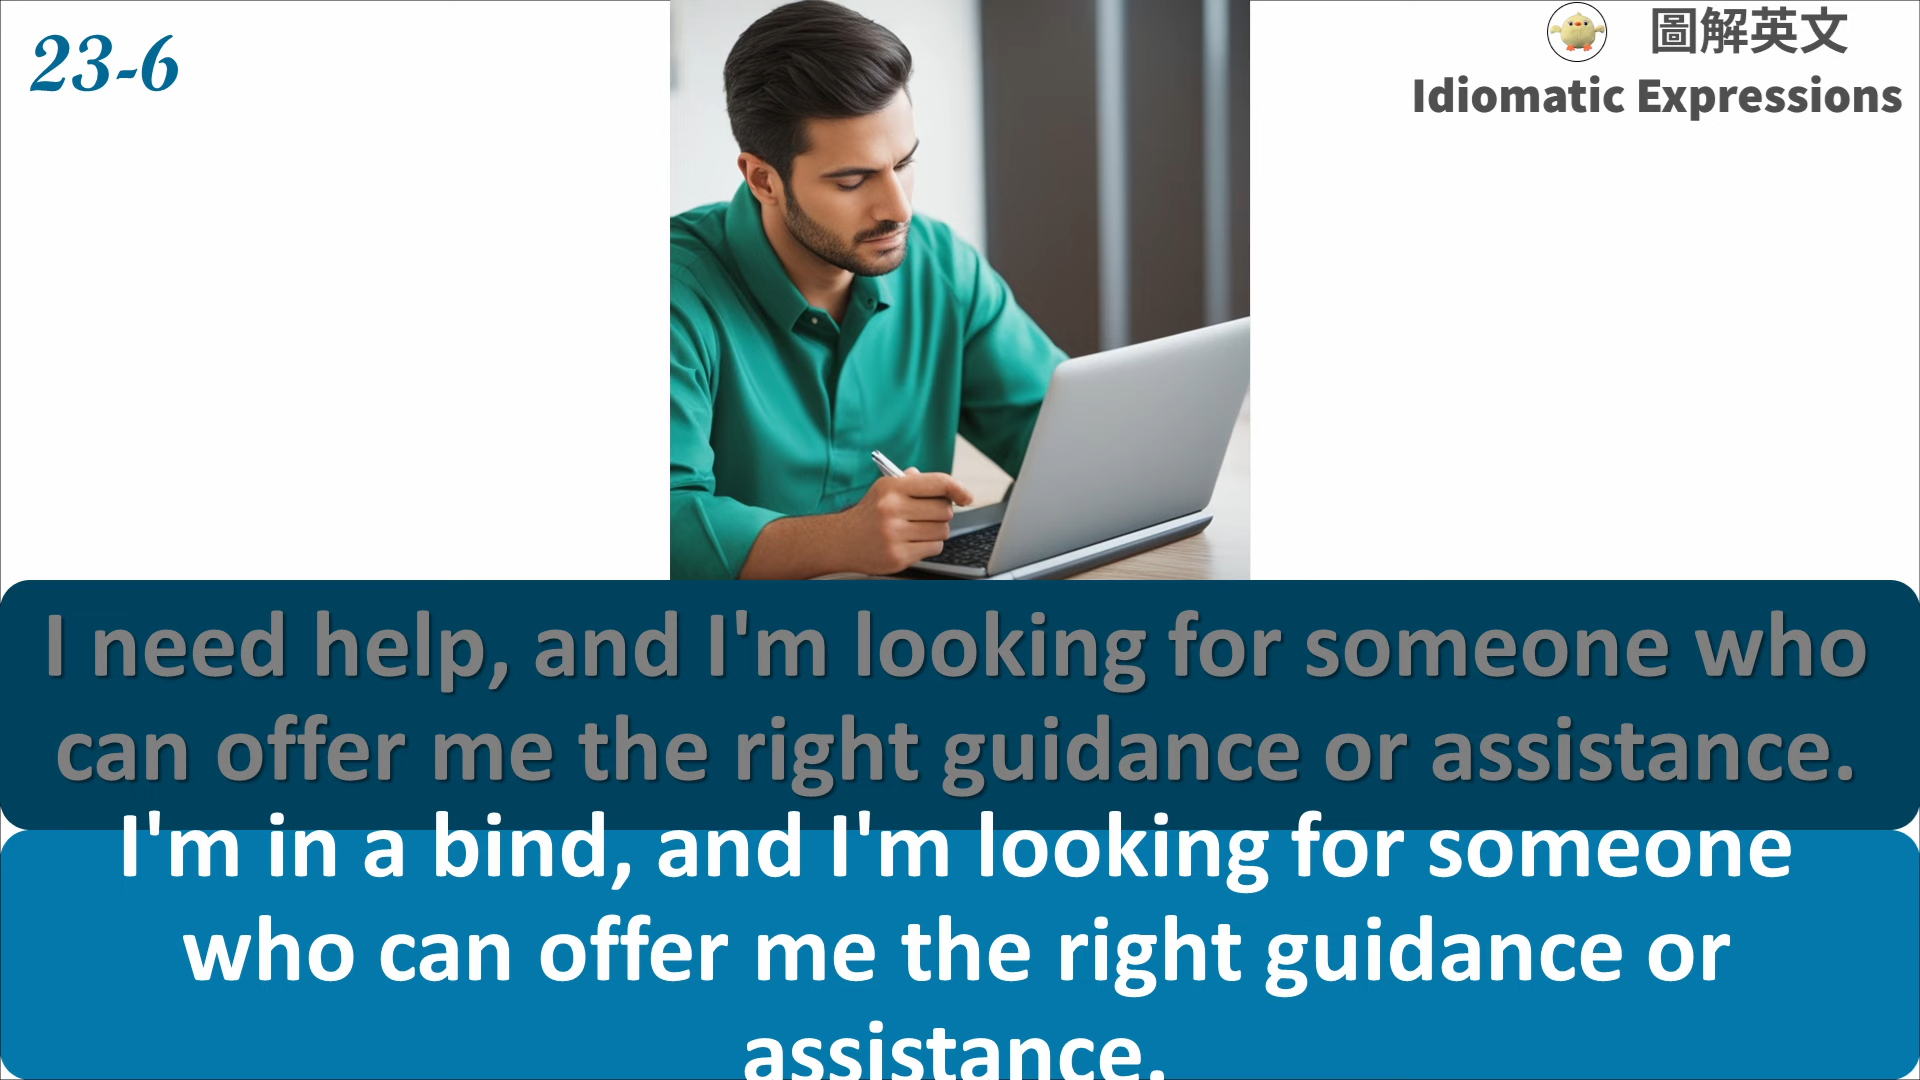 23-6
圖解英文
Idiomatic Expressions
I need help, and I'm looking for someone who
can offer me the right guidance or assistance.
I'm in a bind, and I'm looking for someone
who can offer me the right guidance or
assistance.